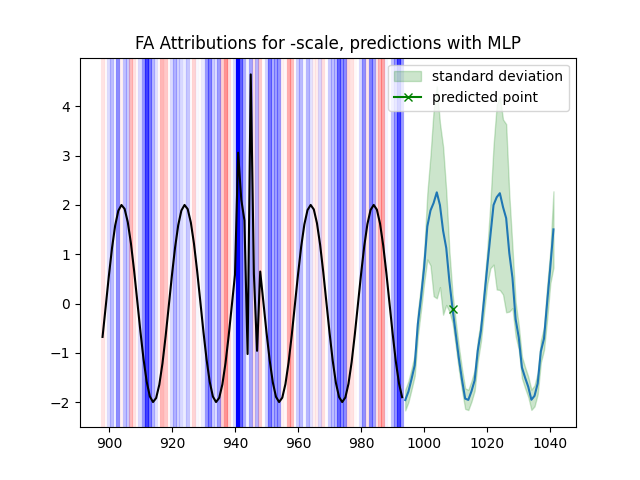 FA Attributions for -scale, predictions with MLP
standard deviation
predicted point
4
3
2
1
0
−1
−2
900 920 940 960 980 1000 1020 1040